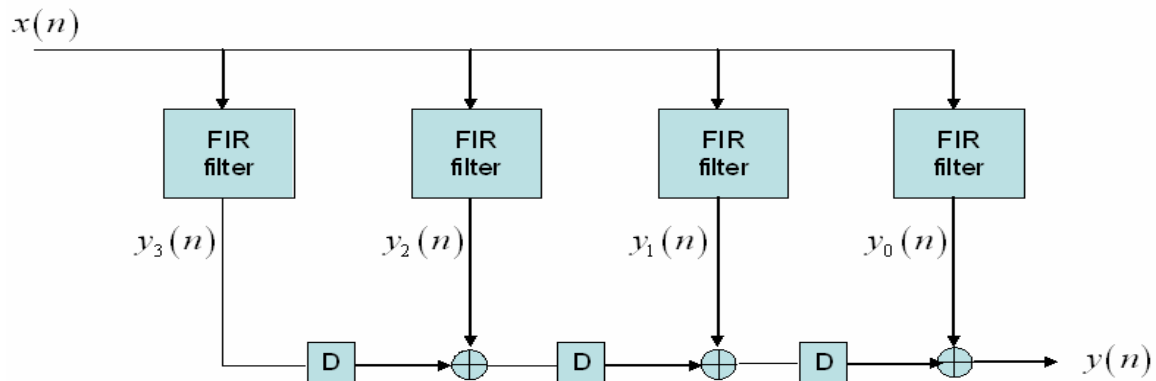 x(n)
FIR filter
FIR filter
FIR filter
FIR filter
y₃(n)
y₂(n)
y₁(n)
y₀(n)
D
D
D
y(n)